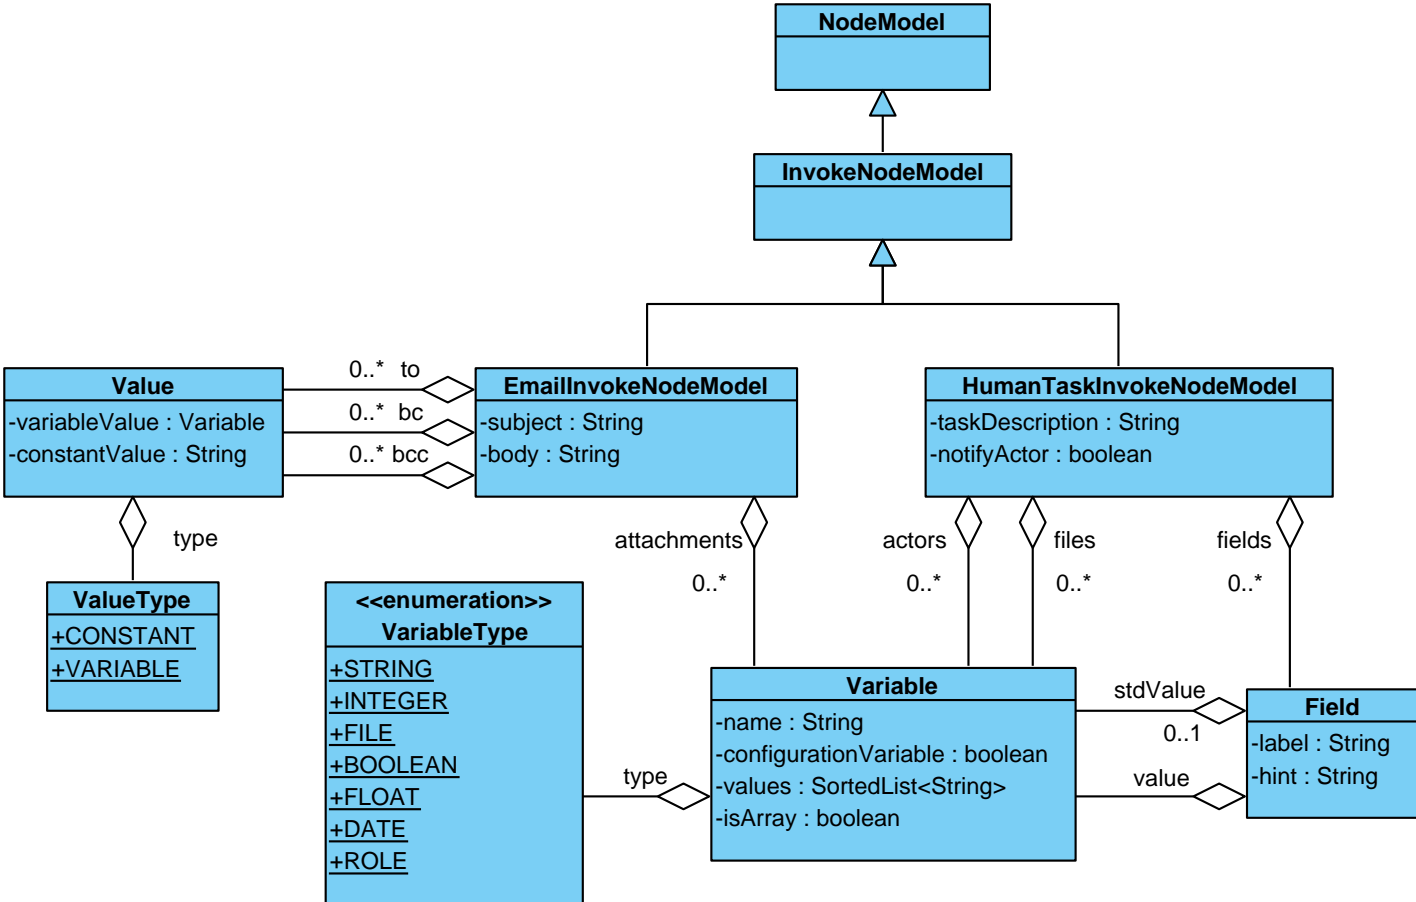 NodeModel
InvokeNodeModel
Value
-variableValue : Variable
-constantValue : String
0..* to
0..* bc
0..* bcc
EmailInvokeNodeModel
-subject : String
-body : String
HumanTaskInvokeNodeModel
-taskDescription : String
-notifyActor : boolean
type
attachments
0..*
actors
0..*
files
0..*
fields
0..*
ValueType
+CONSTANT
+VARIABLE
<<enumeration>>
VariableType
+STRING
+INTEGER
+FILE
+BOOLEAN
+FLOAT
+DATE
+ROLE
type
Variable
-name : String
-configurationVariable : boolean
-values : SortedList<String>
-isArray : boolean
stdValue
0..1
value
Field
-label : String
-hint : String